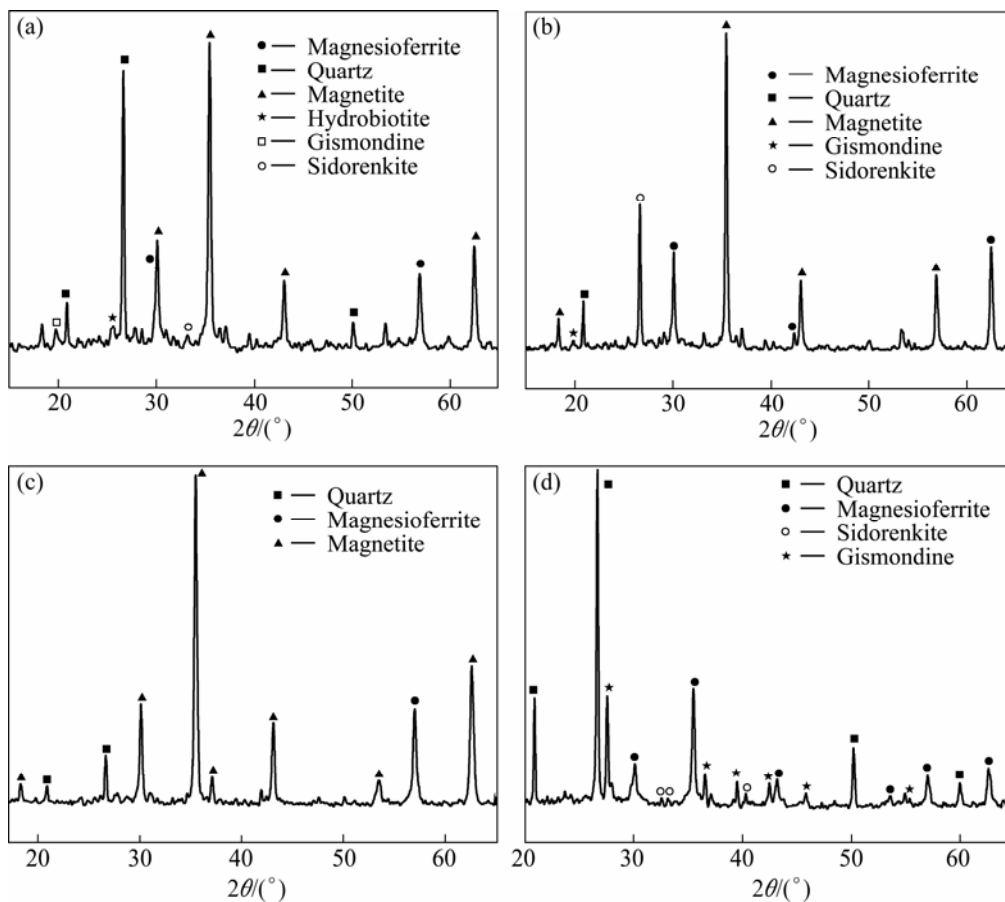 (a)
● — Magnesioferrite
■ — Quartz
▲ — Magnetite
★ — Hydrobiotite
□ — Gismondine
○ — Sidorenkite
20 30 40 50 60
2θ/(°)
(b)
● — Magnesioferrite
■ — Quartz
▲ — Magnetite
★ — Gismondine
○ — Sidorenkite
20 30 40 50 60
2θ/(°)
(c)
■ — Quartz
● — Magnesioferrite
▲ — Magnetite
20 30 40 50 60
2θ/(°)
(d)
■ — Quartz
● — Magnesioferrite
○ — Sidorenkite
★ — Gismondine
20 30 40 50 60
2θ/(°)